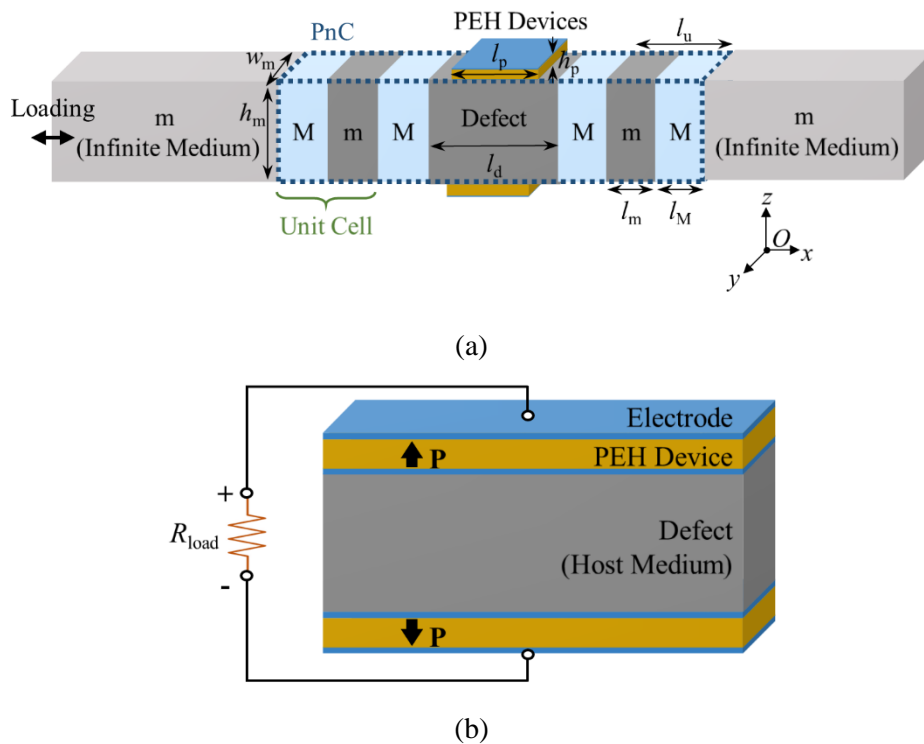 PnC
PEH Devices
w_m
l_p
h_p
l_u
Loading
h_m
m
(Infinite Medium)
M
m
M
Defect
M
m
M
m
(Infinite Medium)
l_d
l_m
l_M
Unit Cell
z
O
x
y
(a)
Electrode
P
PEH Device
+
R_load
-
Defect
(Host Medium)
P
(b)